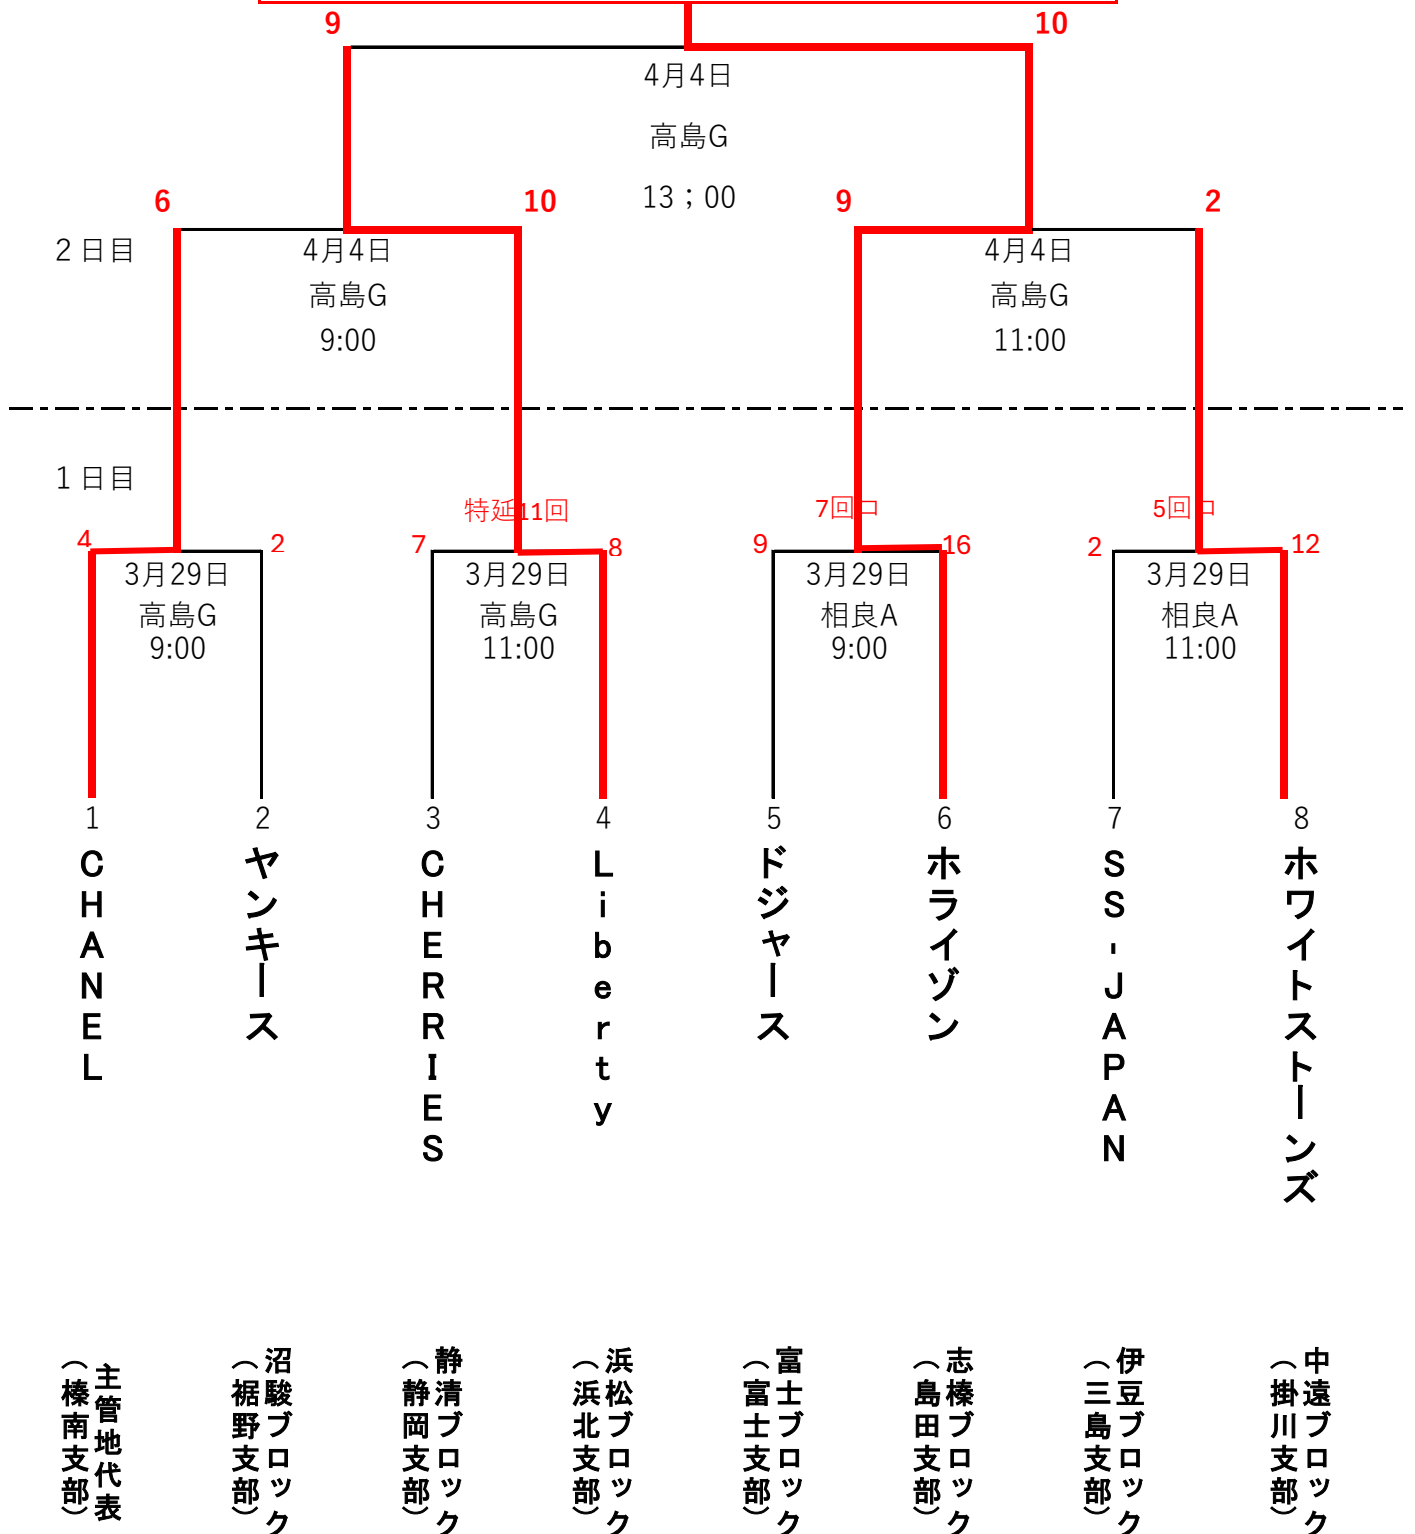 9
10
4月4日
高島G
13；00
6
10
9
2
２日目
4月4日
高島G
9:00
4月4日
高島G
11:00
１日目
特延11回
7回コ
5回コ
4
2
7
8
9
16
2
12
3月29日
高島G
9:00
3月29日
高島G
11:00
3月29日
相良A
9:00
3月29日
相良A
11:00
1
2
3
4
5
6
7
8
CHANEL
ヤンキース
CHERRIES
Liberty
ドジャース
ホライゾン
SS-JAPAN
ホワイトストーンズ
主管地代表
（榛南支部）
沼駿ブロック
（裾野支部）
静清ブロック
（静岡支部）
浜松ブロック
（浜北支部）
富士ブロック
（富士支部）
志榛ブロック
（島田支部）
伊豆ブロック
（三島支部）
中遠ブロック
（掛川支部）